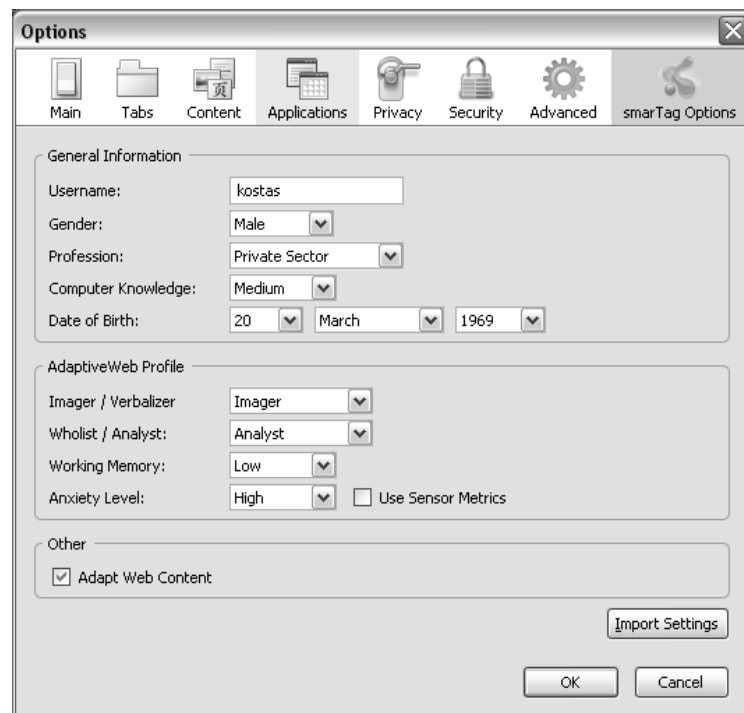 Options
Main Tabs Content Applications Privacy Security Advanced smarTag Options
General Information
Username: kostas
Gender: Male
Profession: Private Sector
Computer Knowledge: Medium
Date of Birth: 20 March 1969
AdaptiveWeb Profile
Imager / Verbalizer Imager
Wholist / Analyst: Analyst
Working Memory: Low
Anxiety Level: High Use Sensor Metrics
Other
Adapt Web Content
Import Settings
OK Cancel